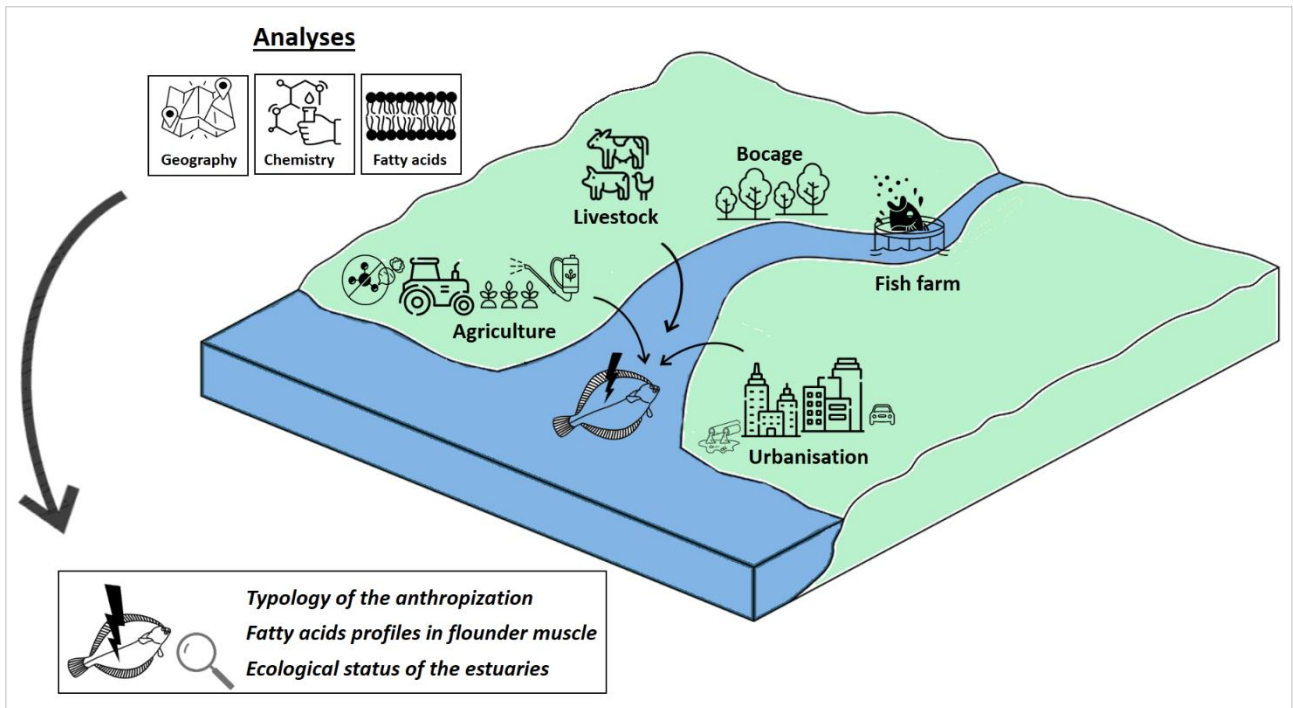 Analyses
Geography
Chemistry
Fatty acids
Livestock
Bocage
Fish farm
Agriculture
Urbanisation
Typology of the anthropization
Fatty acids profiles in flounder muscle
Ecological status of the estuaries